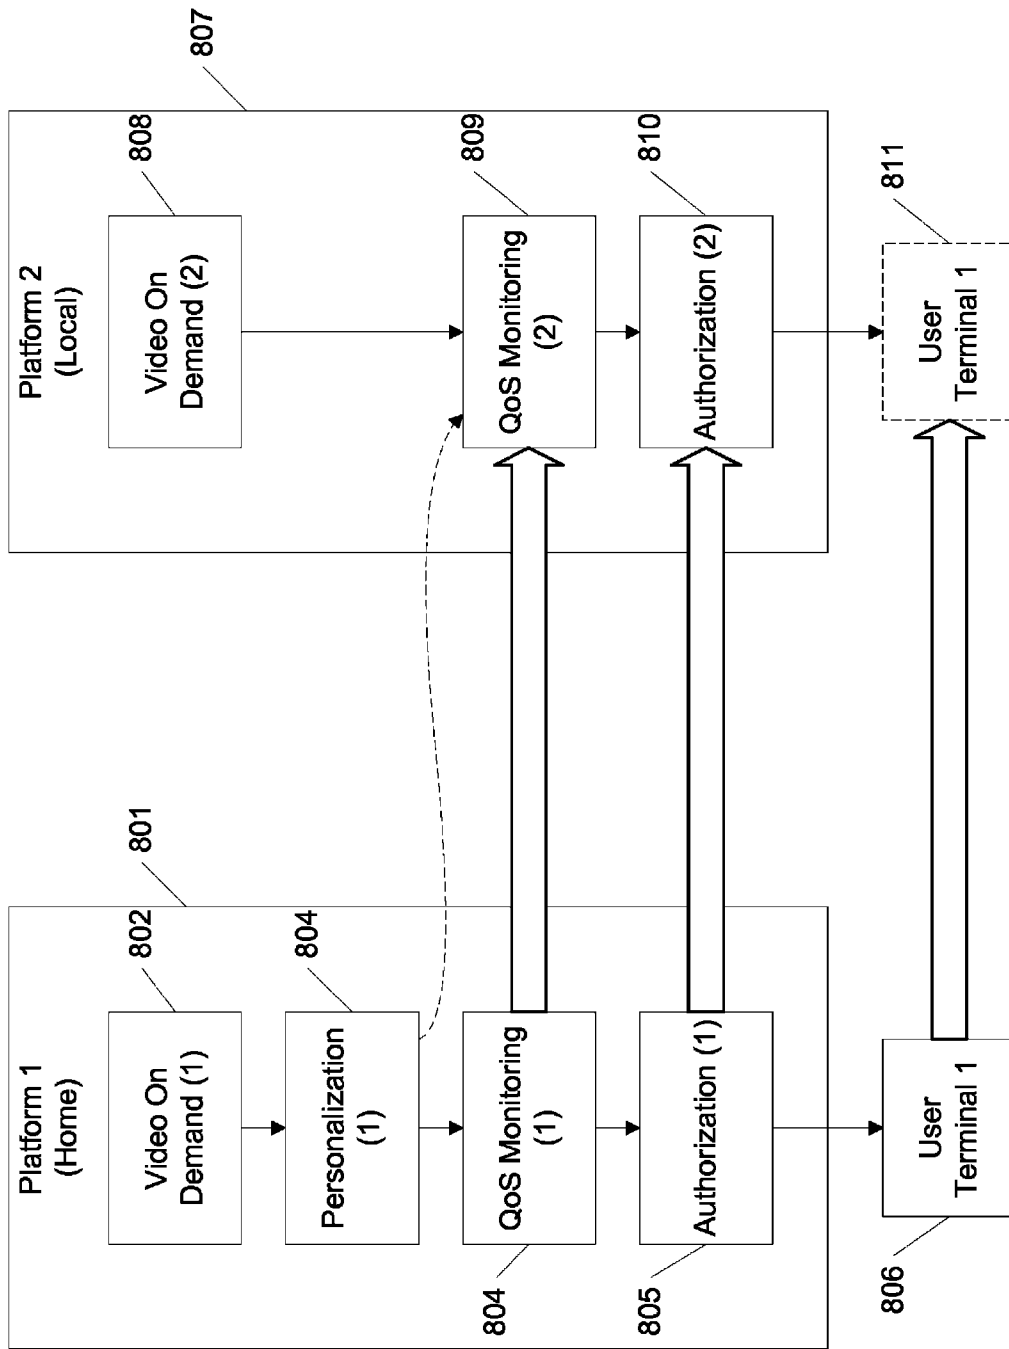 Platform 1
(Home)
801
Video On
Demand (1)
802
Personalization
(1)
804
QoS Monitoring
(1)
804
Authorization (1)
805
User
Terminal 1
806
Platform 2
(Local)
807
Video On
Demand (2)
808
QoS Monitoring
(2)
809
Authorization (2)
810
User
Terminal 1
811